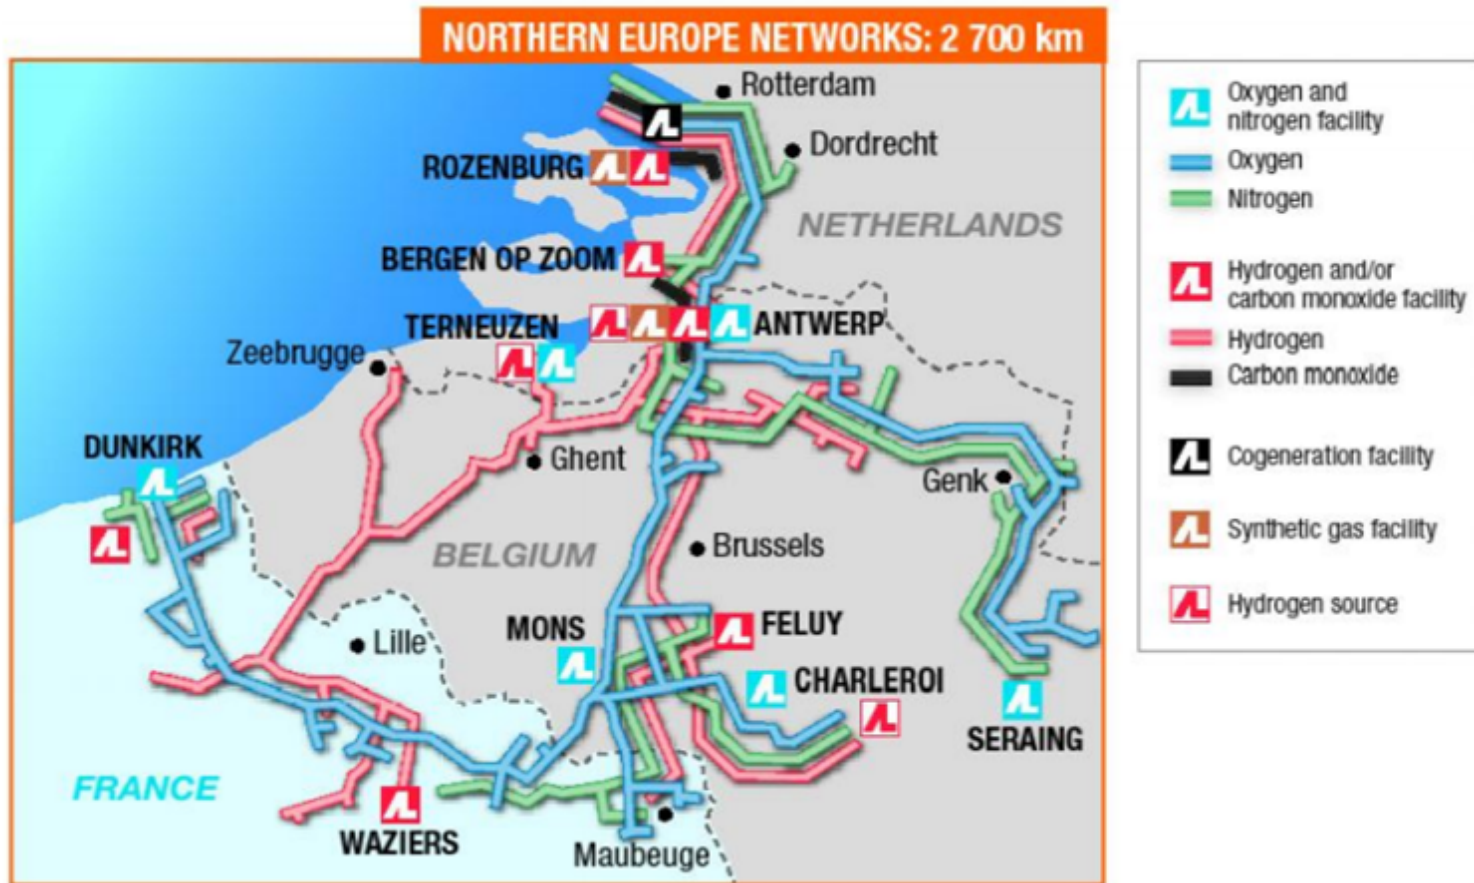 NORTHERN EUROPE NETWORKS: 2 700 km
Rotterdam
Dordrecht
ROZENBURG
NETHERLANDS
BERGEN OP ZOOM
TERNEUZEN
ANTWERP
Zeebrugge
DUNKIRK
Ghent
Genk
BELGIUM
Brussels
MONS
FELUY
Lille
CHARLEROI
SERAING
FRANCE
WAZIERS
Maubeuge
Oxygen and
nitrogen facility
Oxygen
Nitrogen
Hydrogen and/or
carbon monoxide facility
Hydrogen
Carbon monoxide
Cogeneration facility
Synthetic gas facility
Hydrogen source